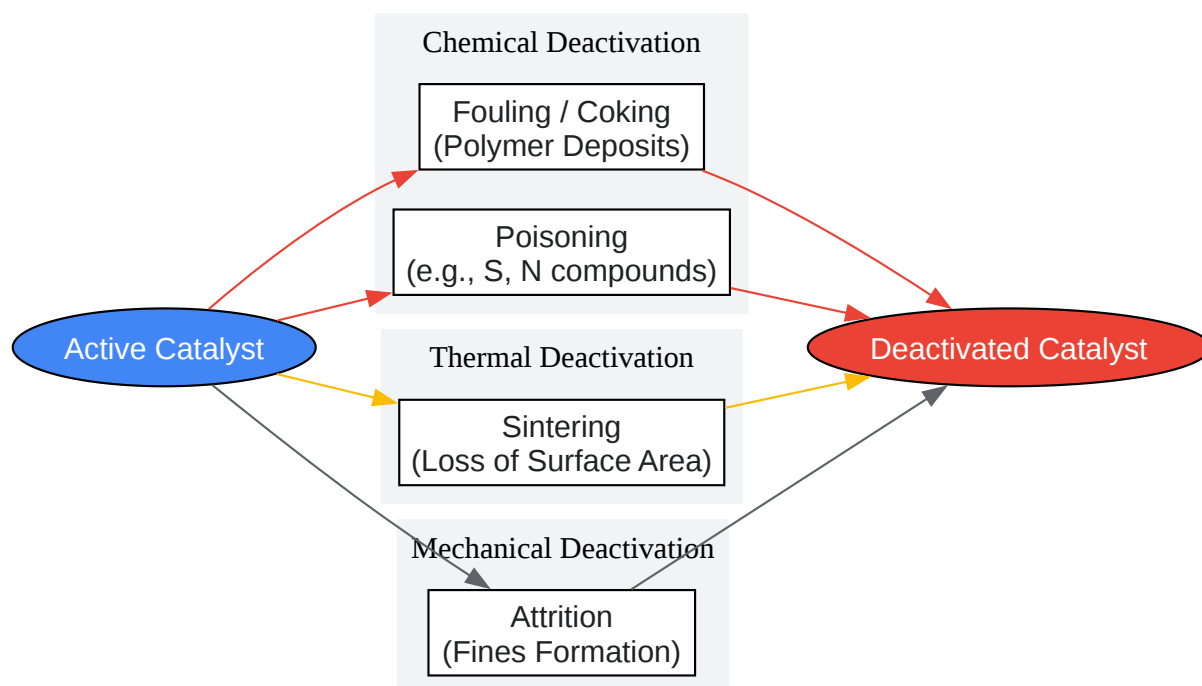 Chemical Deactivation
Fouling / Coking
(Polymer Deposits)
Poisoning
(e.g., S, N compounds)
Active Catalyst
Deactivated Catalyst
Thermal Deactivation
Sintering
(Loss of Surface Area)
Mechanical Deactivation
Attrition
(Fines Formation)